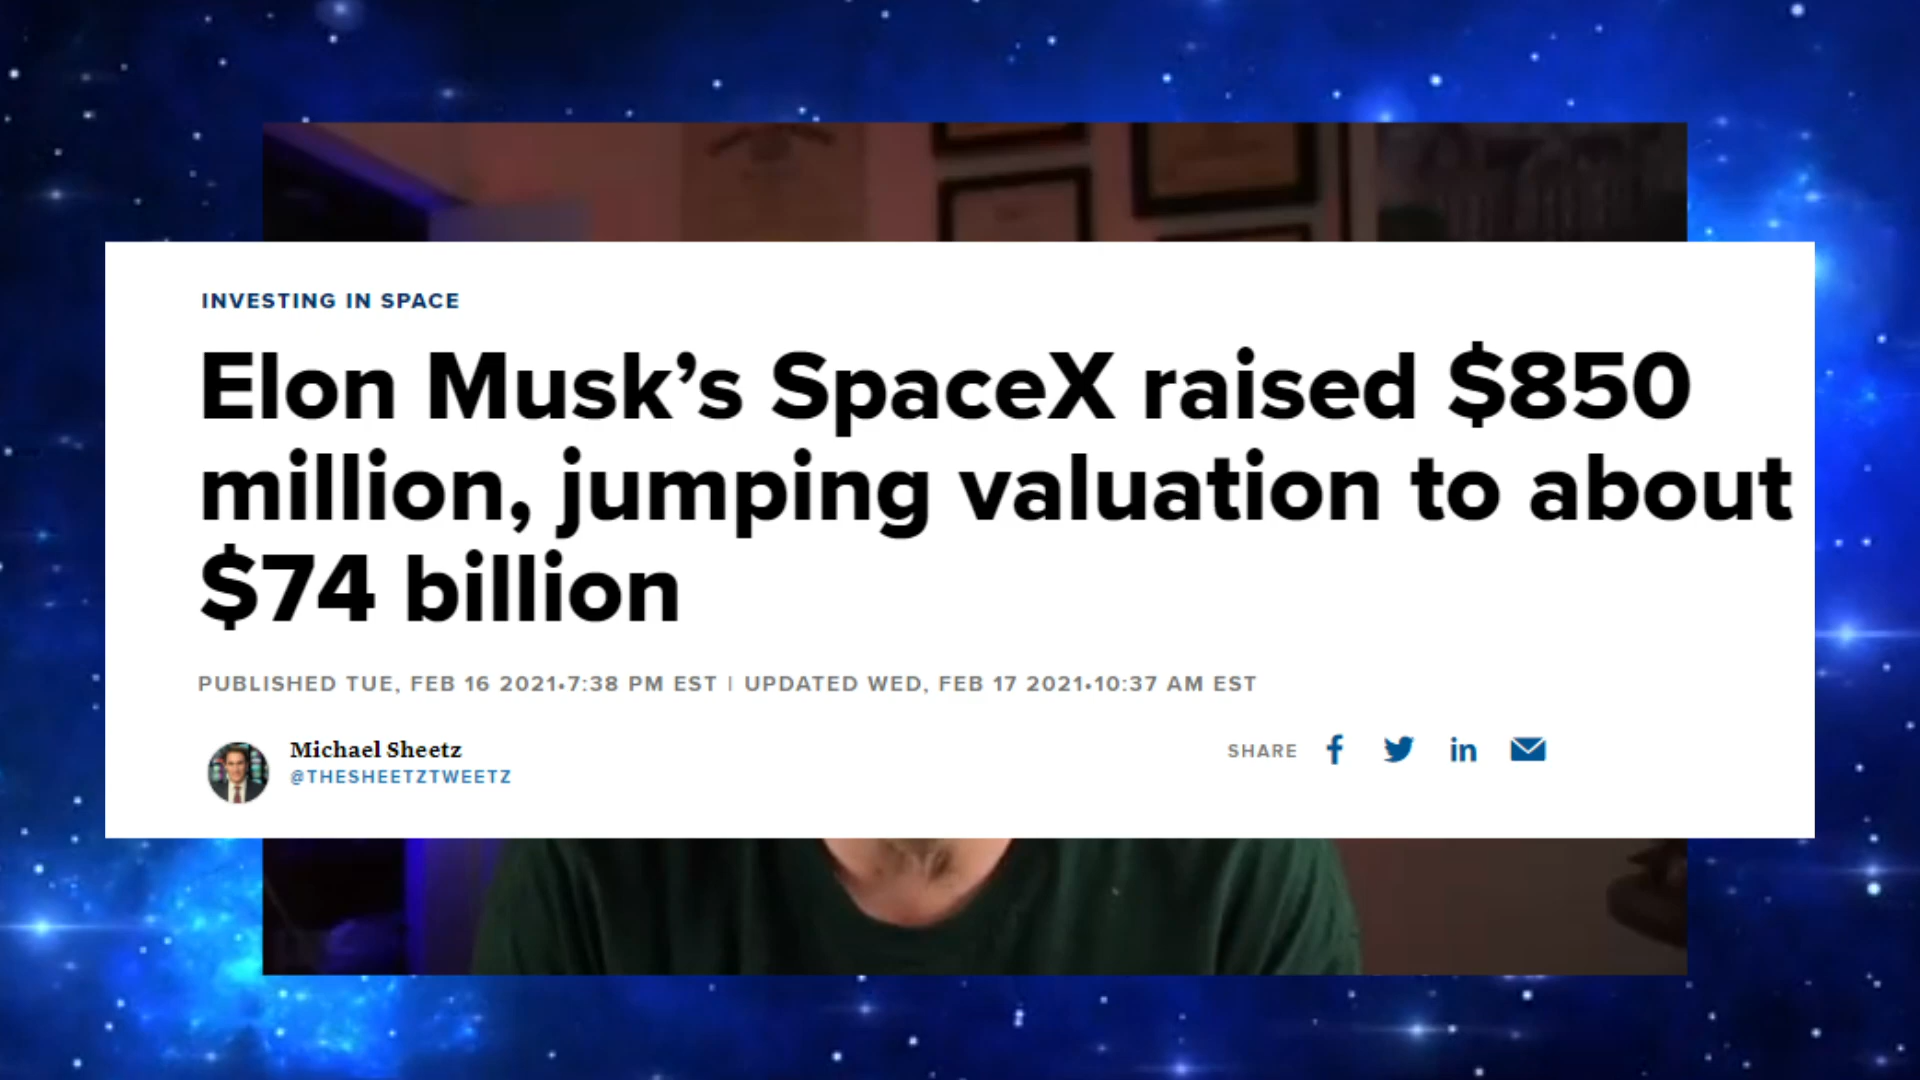 INVESTING IN SPACE
Elon Musk’s SpaceX raised $850
million, jumping valuation to about
$74 billion
PUBLISHED TUE, FEB 16 2021•7:38 PM EST | UPDATED WED, FEB 17 2021•10:37 AM EST
Michael Sheetz
@THESHEETZTWEETZ
SHARE